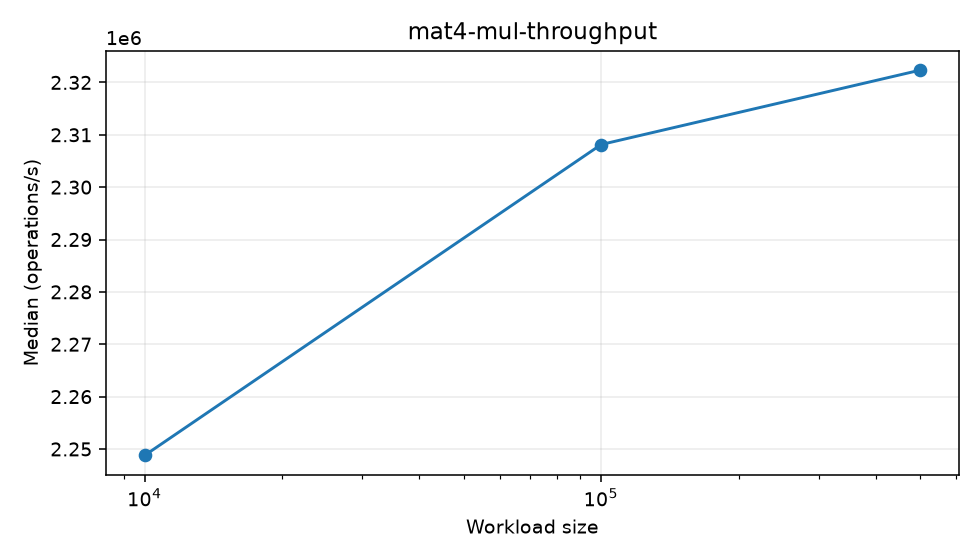 mat4-mul-throughput
1e6
2.32
2.31
2.30
2.29
2.28
2.27
2.26
2.25
Median (operations/s)
10⁴
10⁵
Workload size